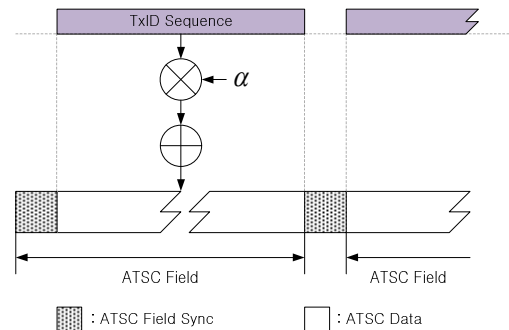 TxID Sequence
α
ATSC Field
ATSC Field
: ATSC Field Sync
: ATSC Data